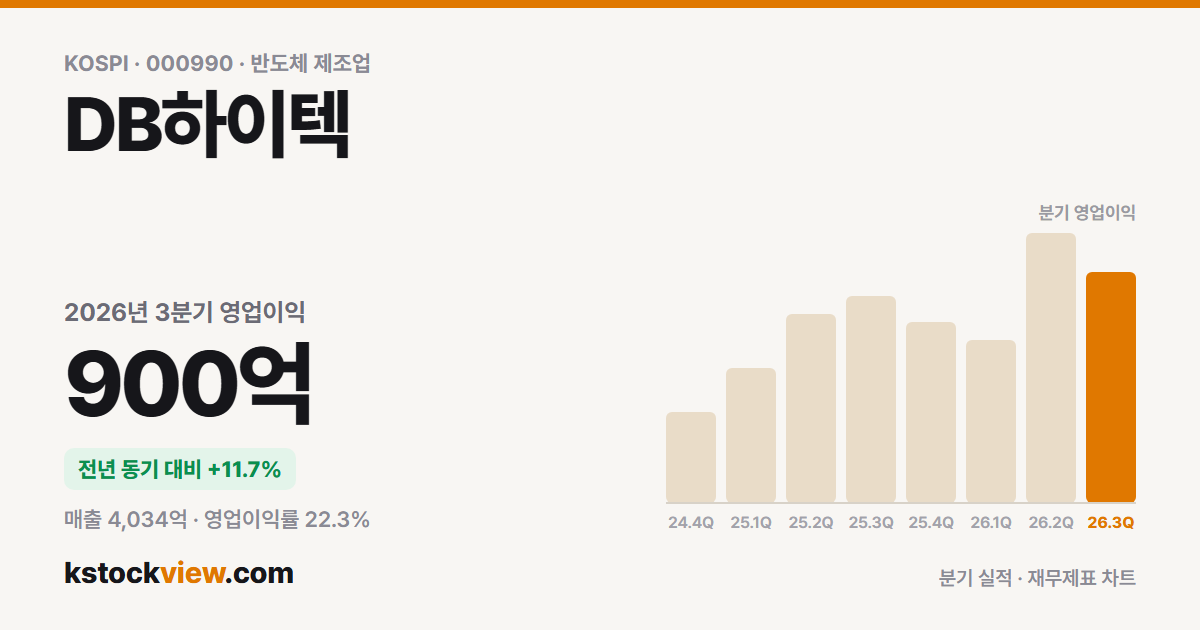 KOSPI · 000990 · 반도체 제조업
DB하이텍
2026년 3분기 영업이익
900억
전년 동기 대비 +11.7%
매출 4,034억 · 영업이익률 22.3%
kstockview.com
분기 영업이익
24.4Q 25.1Q 25.2Q 25.3Q 25.4Q 26.1Q 26.2Q 26.3Q
분기 실적 · 재무제표 차트